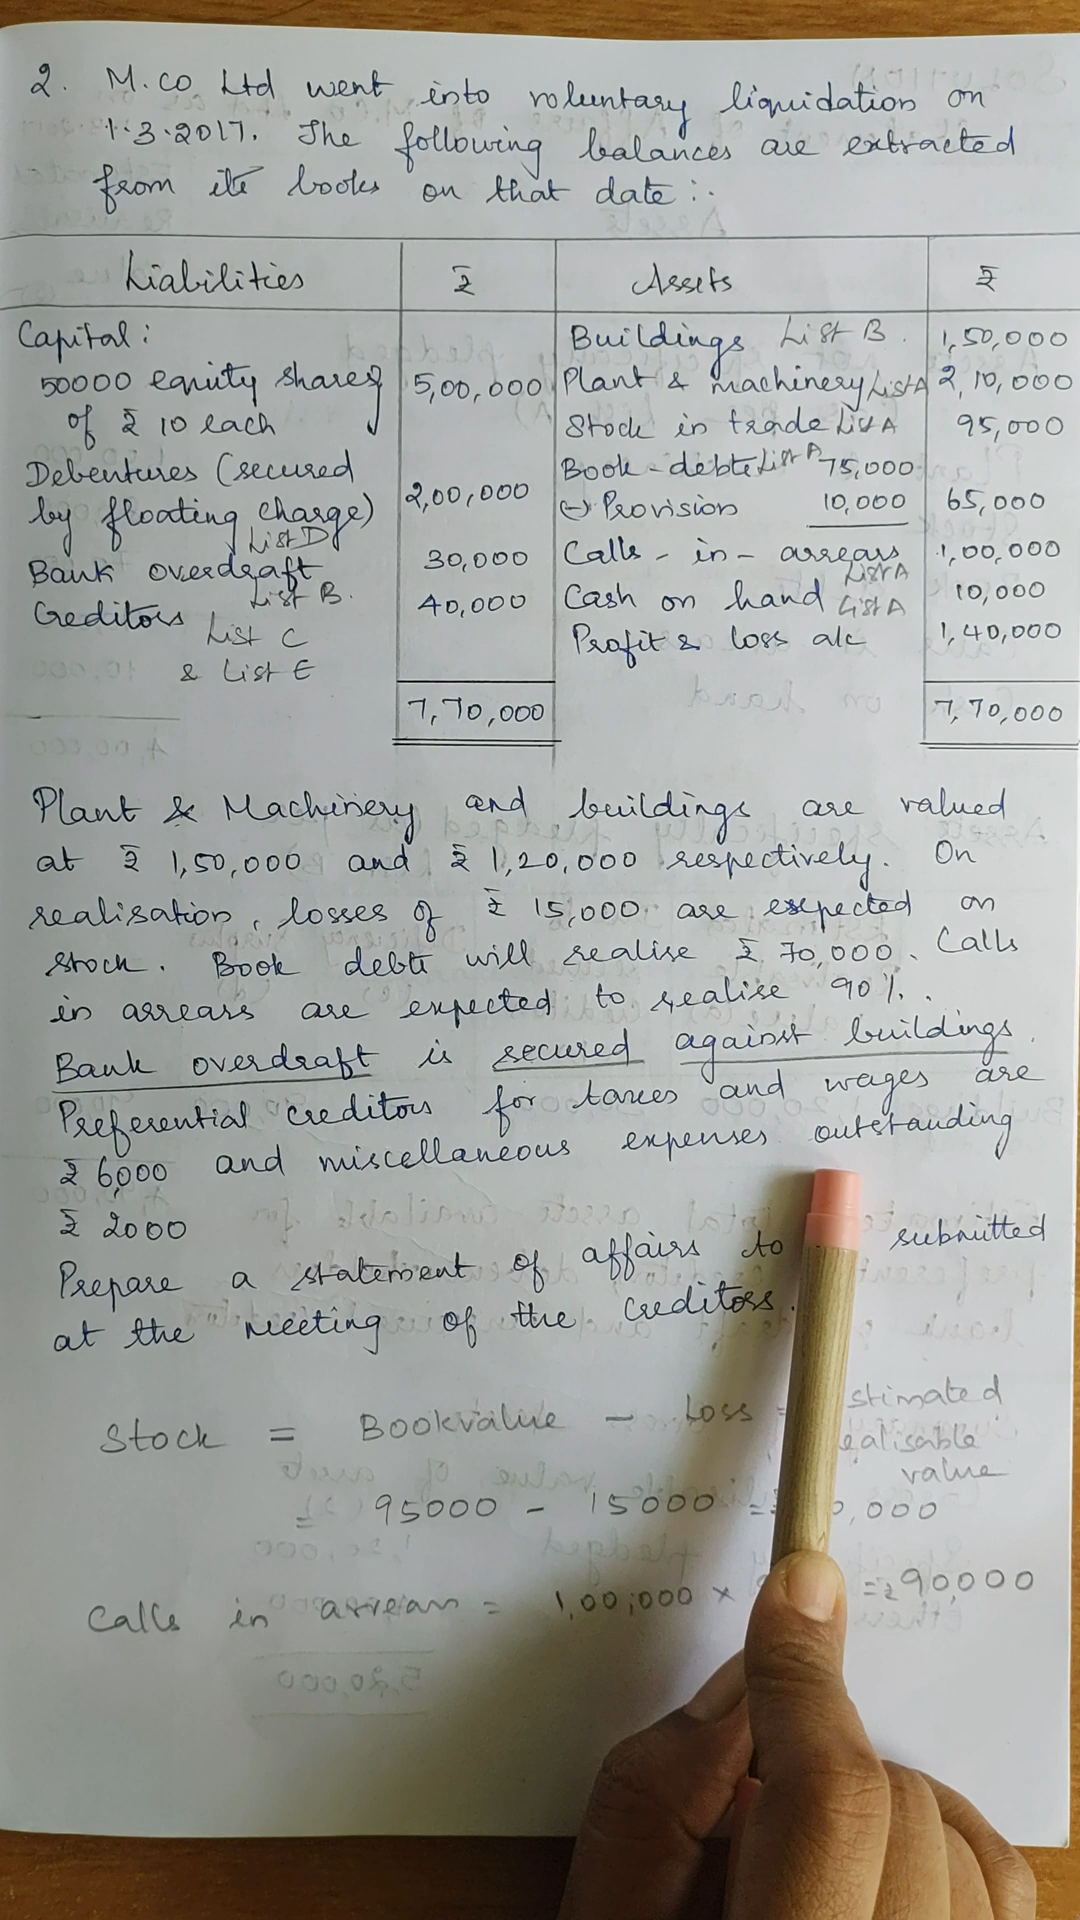 2. M.CO Ltd went into voluntary liquidation on
1.3.2017. The following balances are extracted
from its books on that date :-
Liabilities ₹ Assets ₹
Capital: Buildings List B. 1,50,000
50000 equity shares 5,00,000 Plant & machinery List A 2,10,000
of ₹ 10 each Stock in trade List A 95,000
Debentures (secured Book-debts List A 75,000
by floating charge) 2,00,000 (-) Provision 10,000 65,000
List D
Bank overdraft 30,000 Calls-in-arrears 1,00,000
List B. List A
Creditors 40,000 Cash on hand List A 10,000
List C Profit & loss a/c 1,40,000
& List E
7,70,000 7,70,000
Plant & Machinery and buildings are valued
at ₹ 1,50,000 and ₹ 1,20,000 respectively. On
realisation, losses of ₹ 15,000 are expected on
stock. Book debts will realise ₹ 70,000. Calls
in arrears are expected to realise 90%.
Bank overdraft is secured against buildings.
Preferential creditors for taxes and wages are
₹ 6,000 and miscellaneous expenses outstanding
₹ 2000
Prepare a statement of affairs to submitted
at the meeting of the creditors.
Stock = Bookvalue - Loss = stimated
ealisable
value
= 95000 - 15000 = 0,000
Calls in arrears = 1,00,000 × = ₹90,000